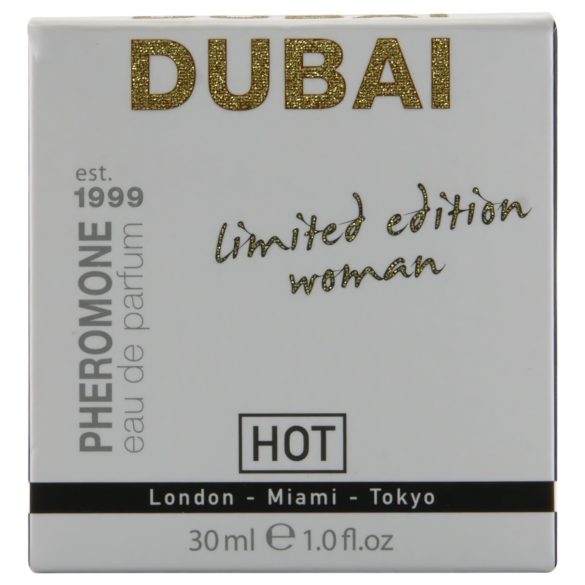 DUBAI
est.
1999
PHEROMONE
eau de parfum
limited edition
woman
HOT
London - Miami - Tokyo
30 ml ℮ 1.0 fl.oz